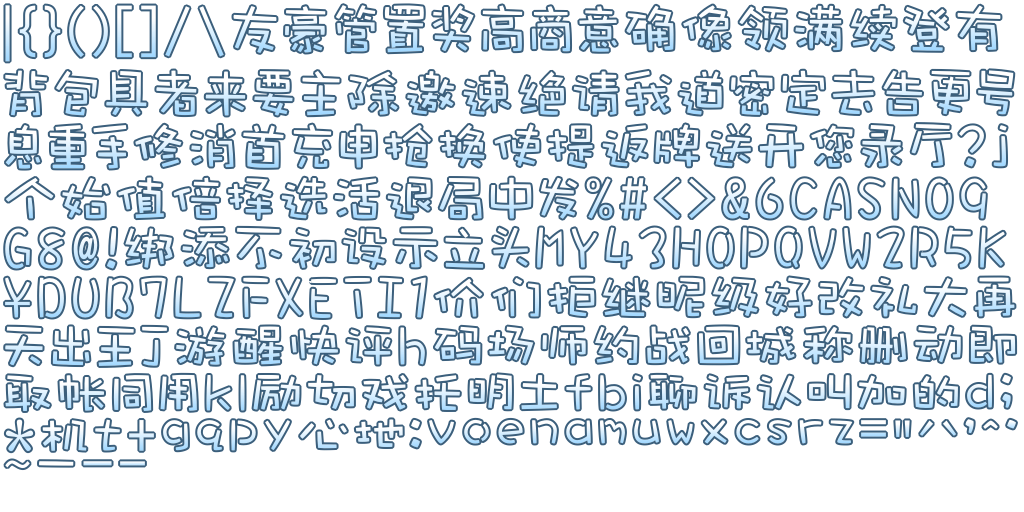 |{}()[]/\友豪管置奖高商意确像领满续登有
背包具者来要主除邀速绝请我道密定去告更号
息重手修消首充申抢换使提返牌送开您录厅?j
个始值倍择选活退局中发%#<>&6CASNO9
G8@!绑添不初设示立头MY43H0PQVW2R5K
¥DUB7LZFXETI1价们拒继昵级好改礼大再
天出王J游醒快评h码场师约战回城称删动即
取帐同用kl励切戏托明土fbi聊诉认叫加的d;
*机t+gqpy心地:voenamuwxcsrz="^,^·
~一—-